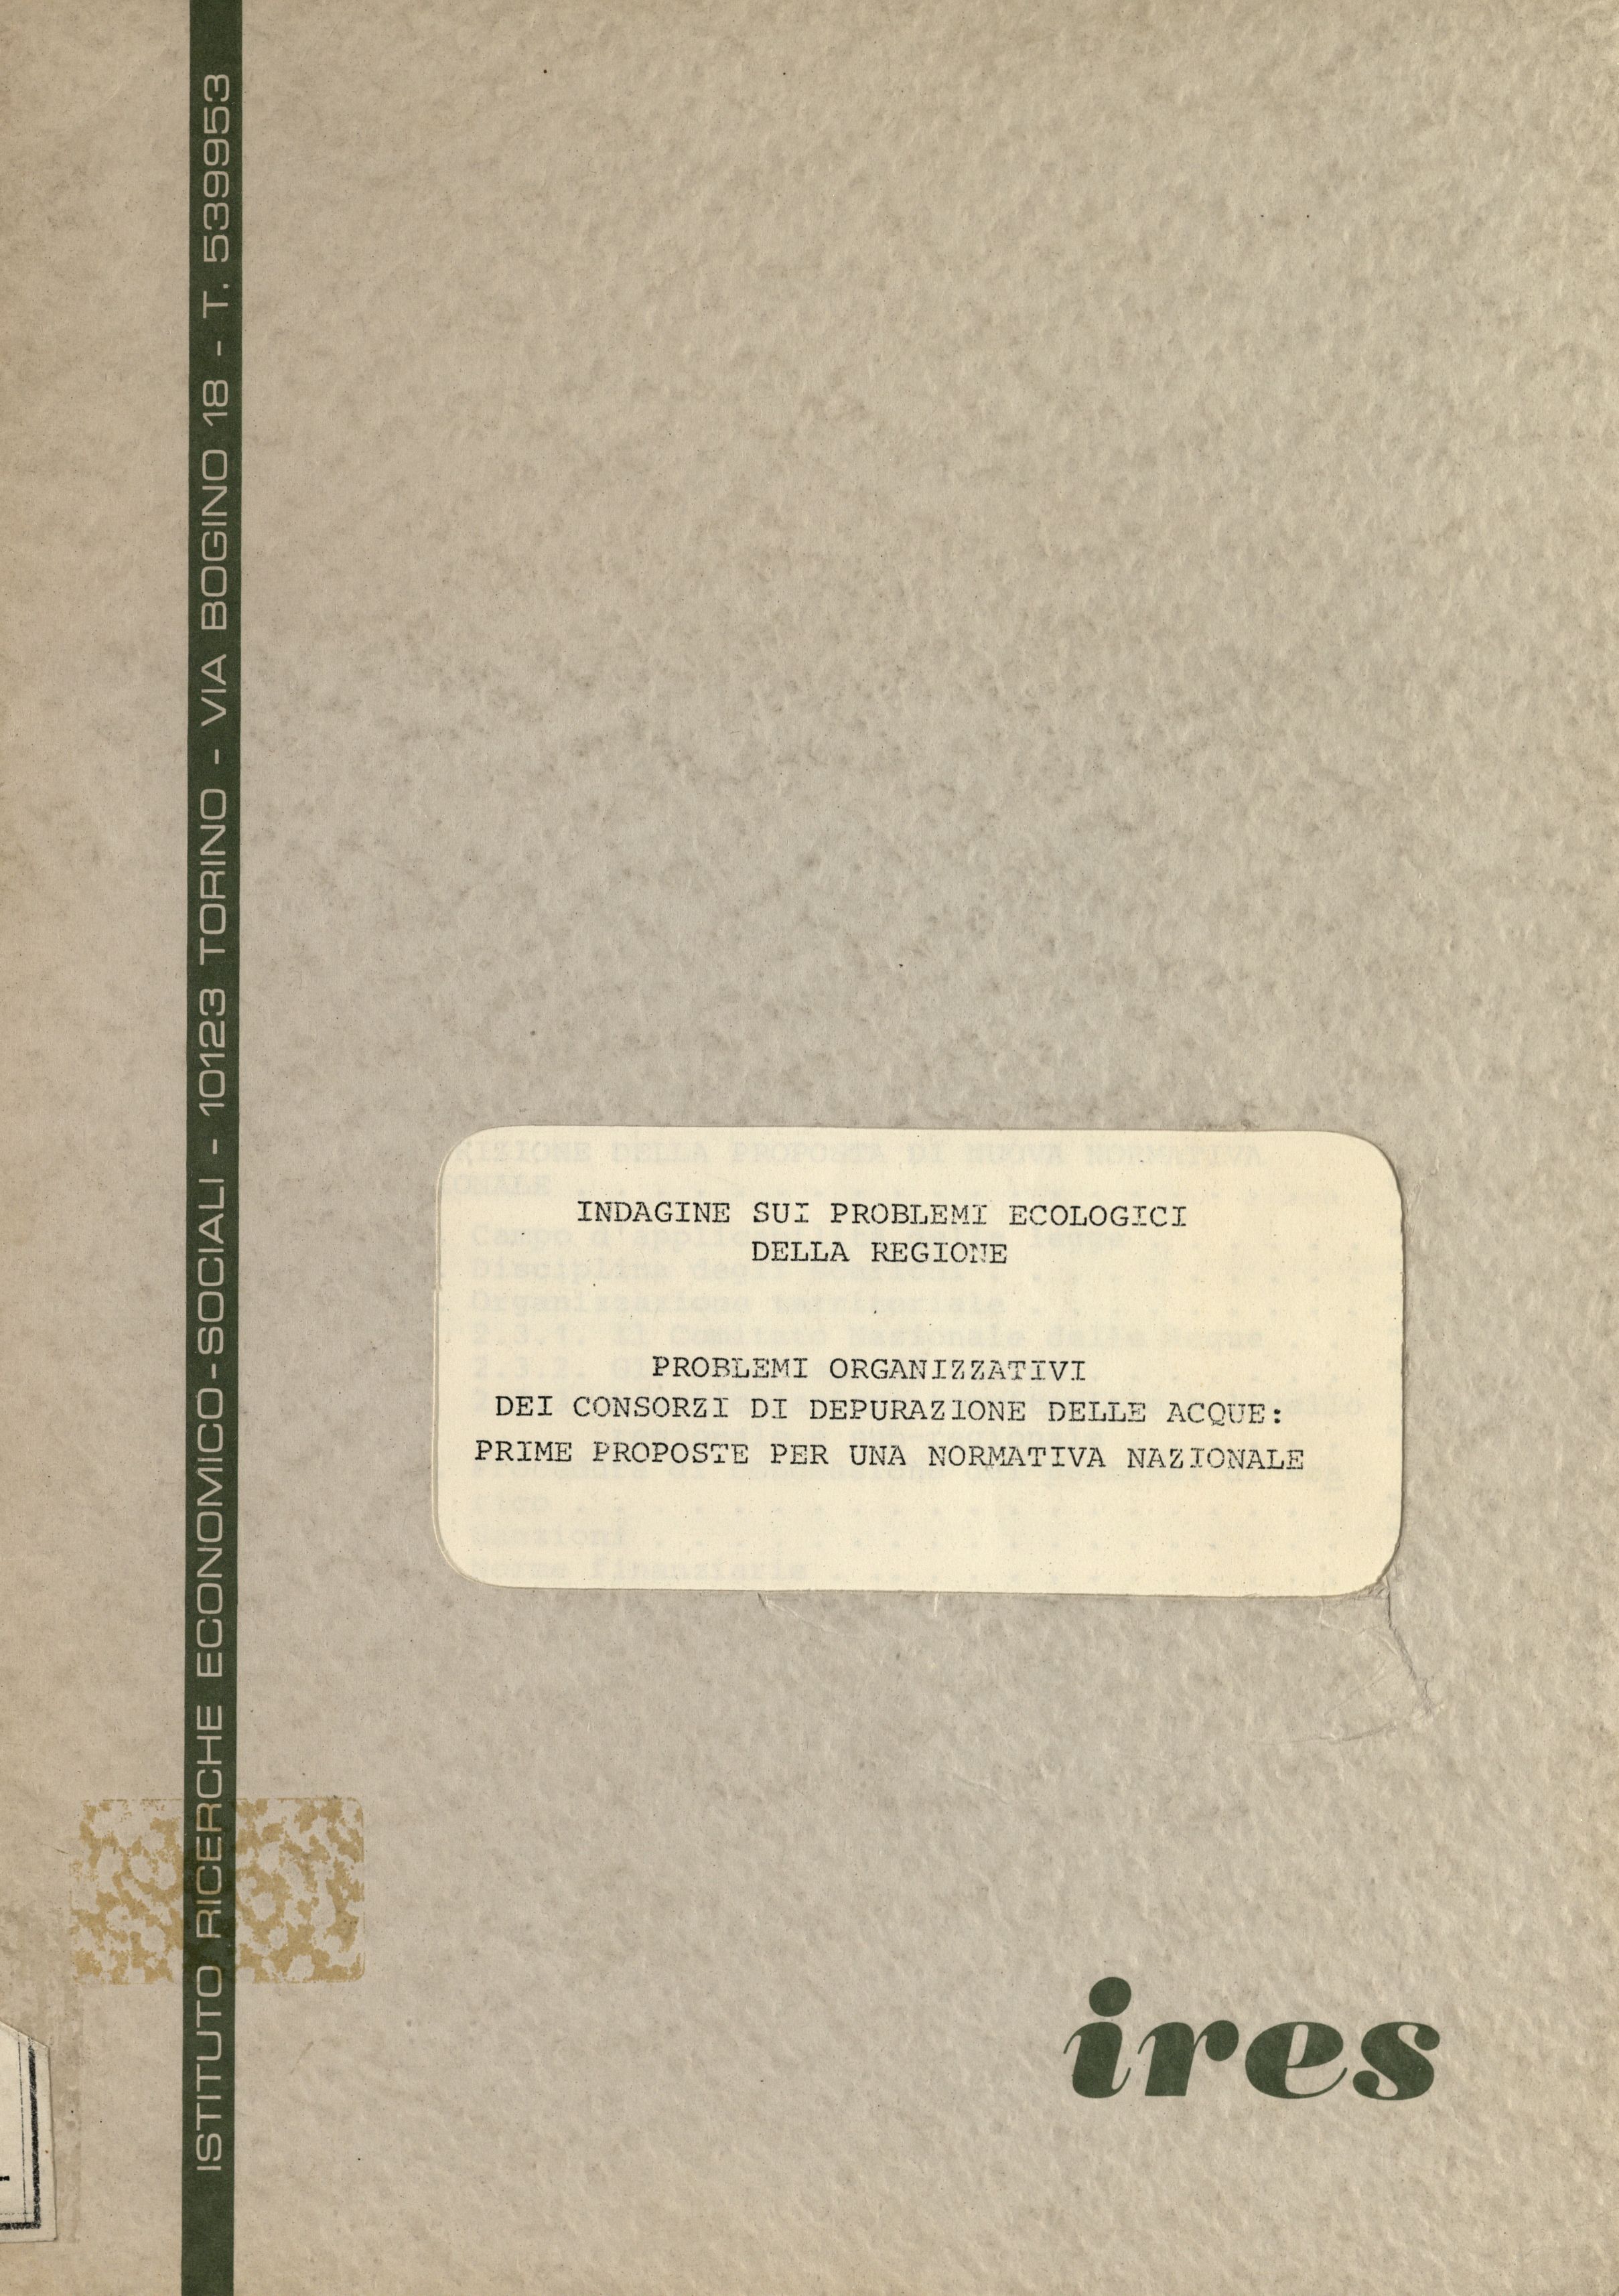 ISTITUTO RICERCHE ECONOMICO-SOCIALI - 10123 TORINO - VIA BOGINO 18 - T. 539953
INDAGINE SUI PROBLEMI ECOLOGICI
DELLA REGIONE
PROBLEMI ORGANIZZATIVI
DEI CONSORZI DI DEPURAZIONE DELLE ACQUE:
PRIME PROPOSTE PER UNA NORMATIVA NAZIONALE
ires